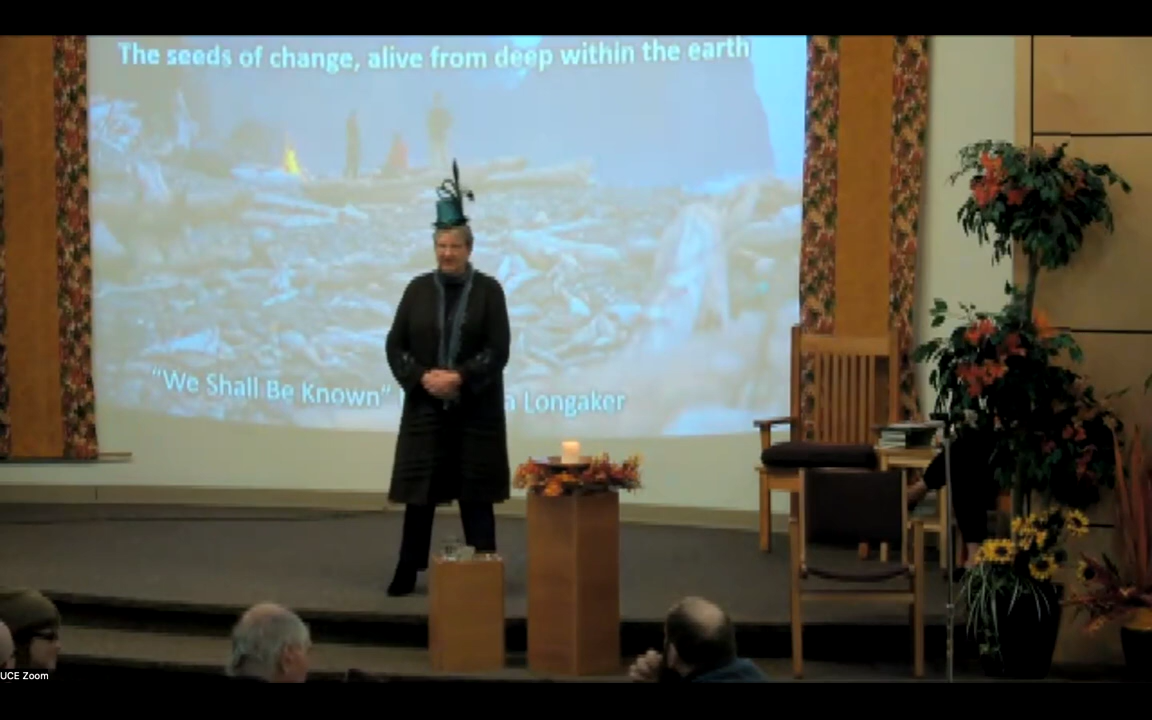 The seeds of change, alive from deep within the earth
"We Shall Be Known" a Longaker
UCE Zoom